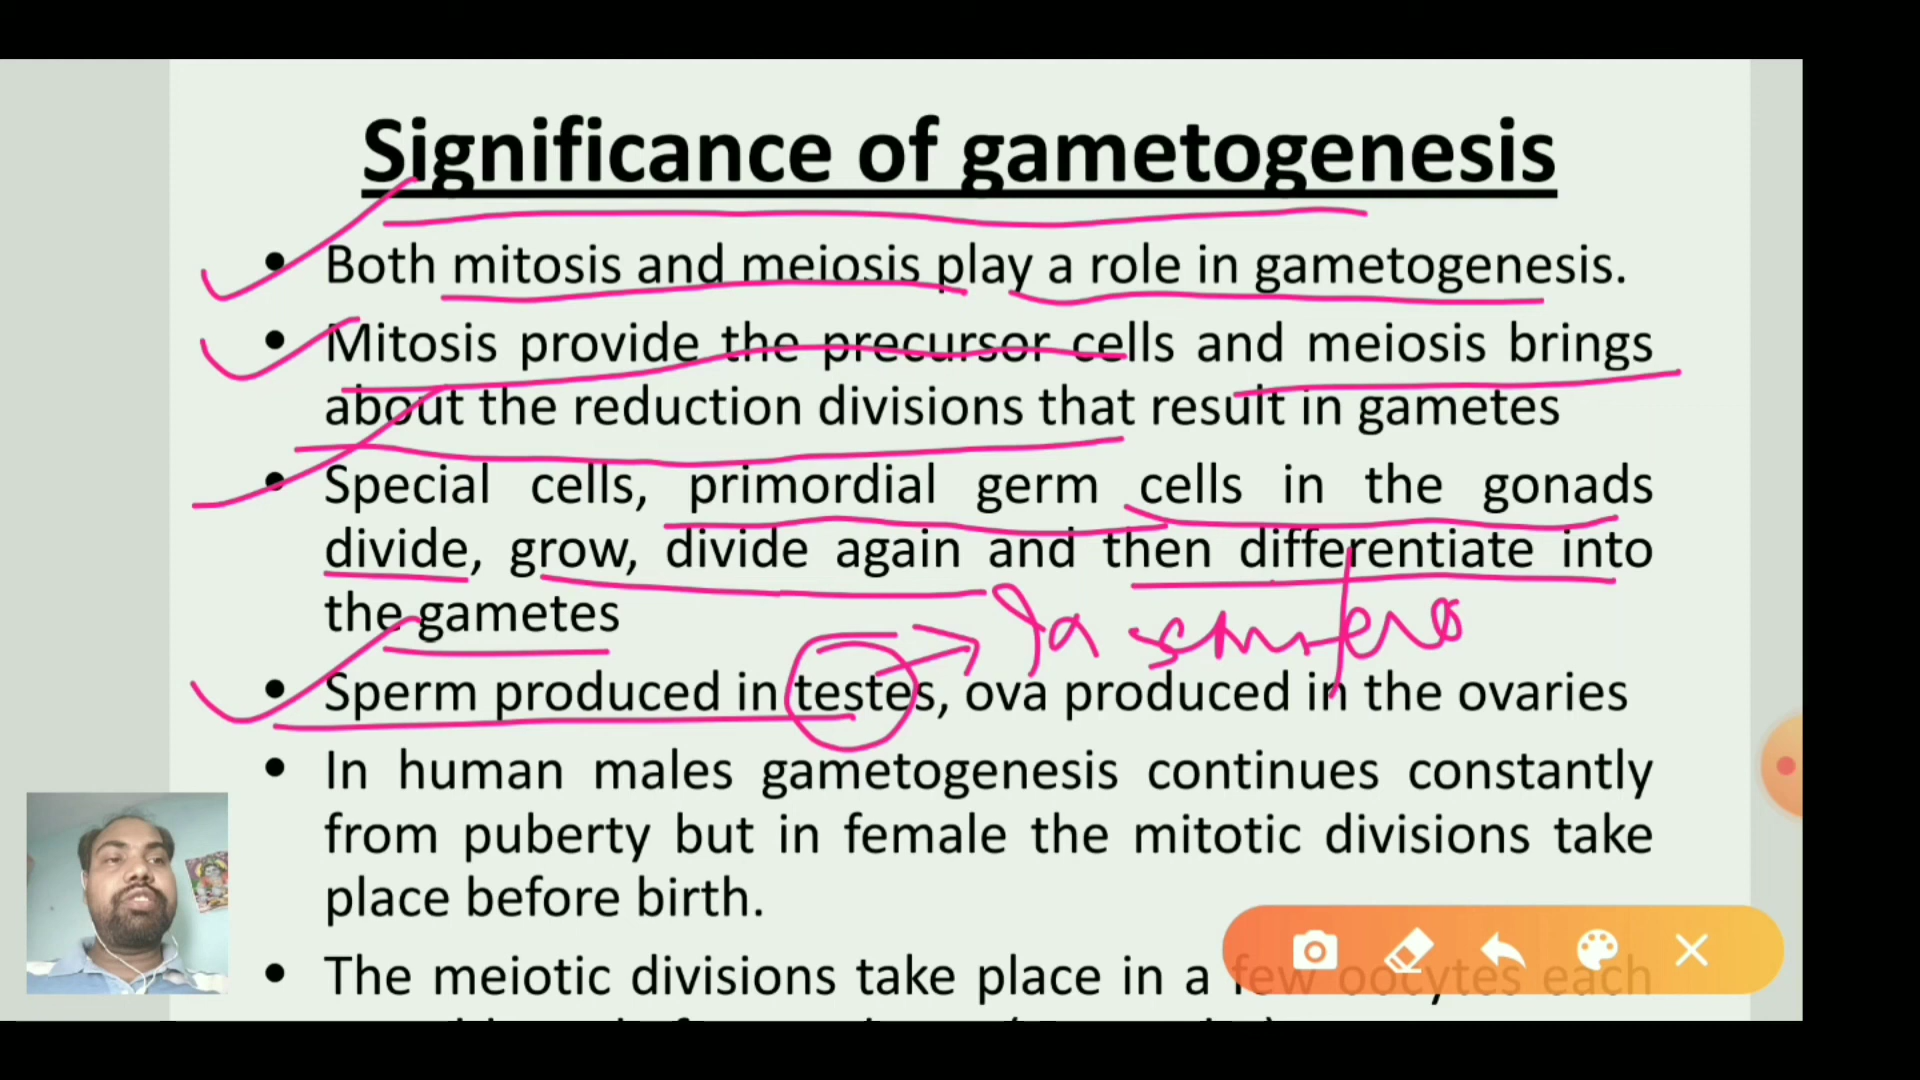 Significance of gametogenesis
• Both mitosis and meiosis play a role in gametogenesis.
• Mitosis provide the precursor cells and meiosis brings
about the reduction divisions that result in gametes
• Special cells, primordial germ cells in the gonads
divide, grow, divide again and then differentiate into
the gametes
• Sperm produced in testes, ova produced in the ovaries
• In human males gametogenesis continues constantly
from puberty but in female the mitotic divisions take
place before birth.
• The meiotic divisions take place in a few oocytes each